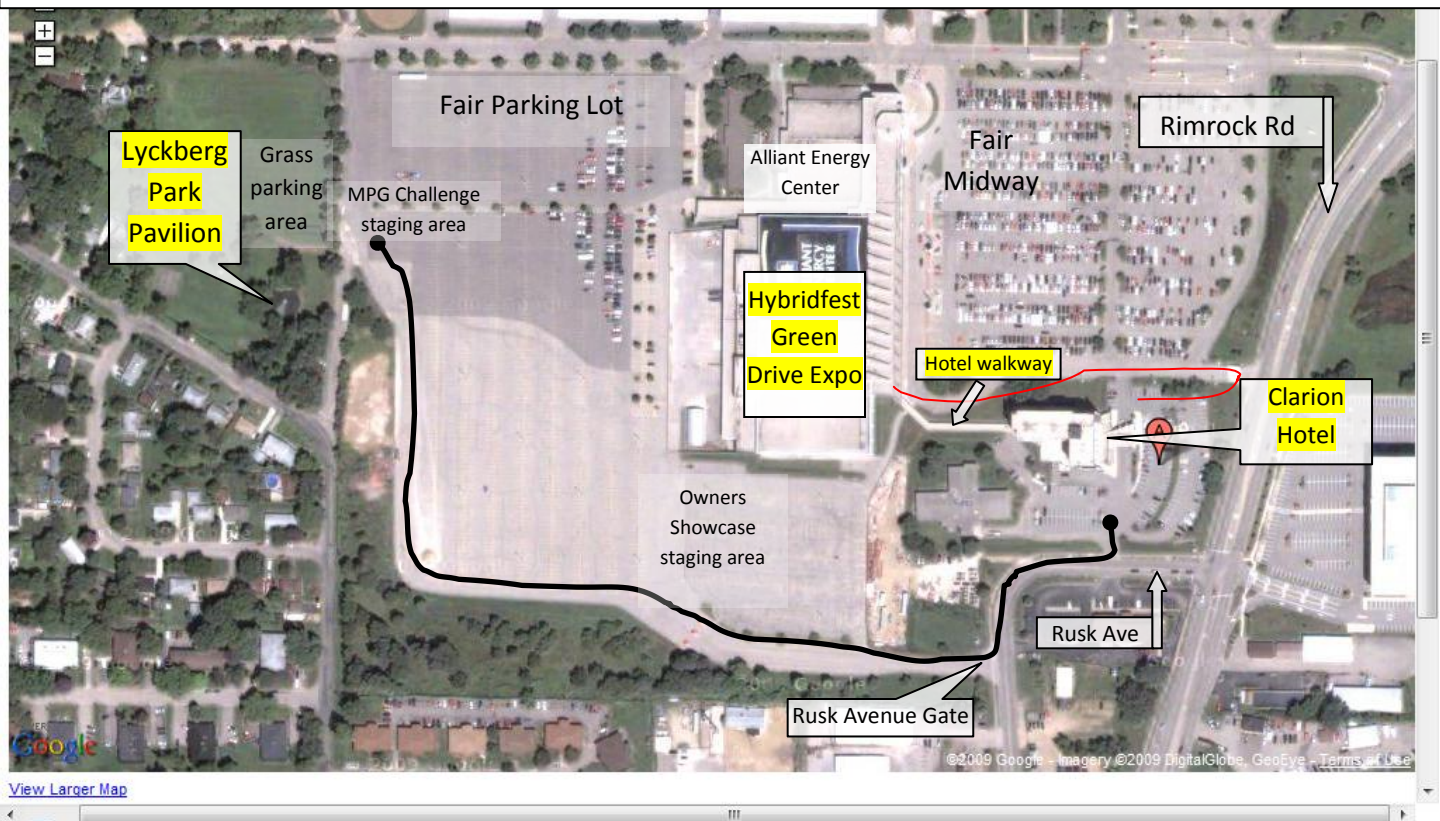 +
−
Fair Parking Lot
Rimrock Rd
Lyckberg
Park
Pavilion
Grass
parking
area
MPG Challenge
staging area
Alliant Energy
Center
Fair
Midway
Hybridfest
Green
Drive Expo
Hotel walkway
Clarion
Hotel
A
Owners
Showcase
staging area
Rusk Ave
Rusk Avenue Gate
Google
©2009 Google - Imagery ©2009 DigitalGlobe, GeoEye - Terms of Use
View Larger Map